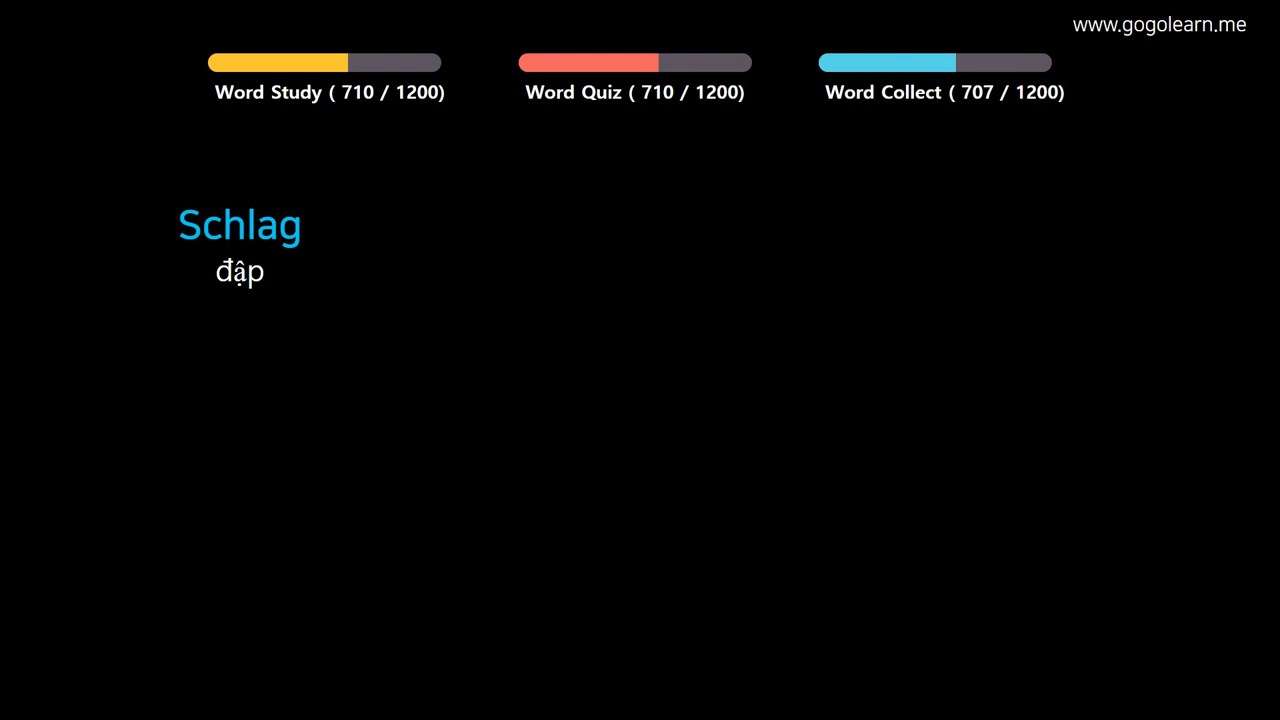 www.gogolearn.me
Word Study ( 710 / 1200)
Word Quiz ( 710 / 1200)
Word Collect ( 707 / 1200)
Schlag
đập